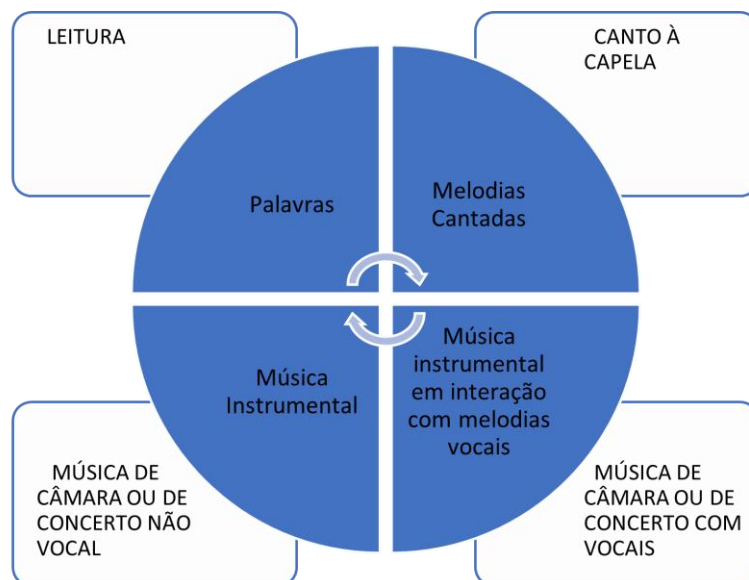 LEITURA
CANTO À
CAPELA
Palavras
Melodias
Cantadas
Música
Instrumental
Música
instrumental
em interação
com melodias
vocais
MÚSICA DE
CÂMARA OU DE
CONCERTO NÃO
VOCAL
MÚSICA DE
CÂMARA OU DE
CONCERTO COM
VOCAIS